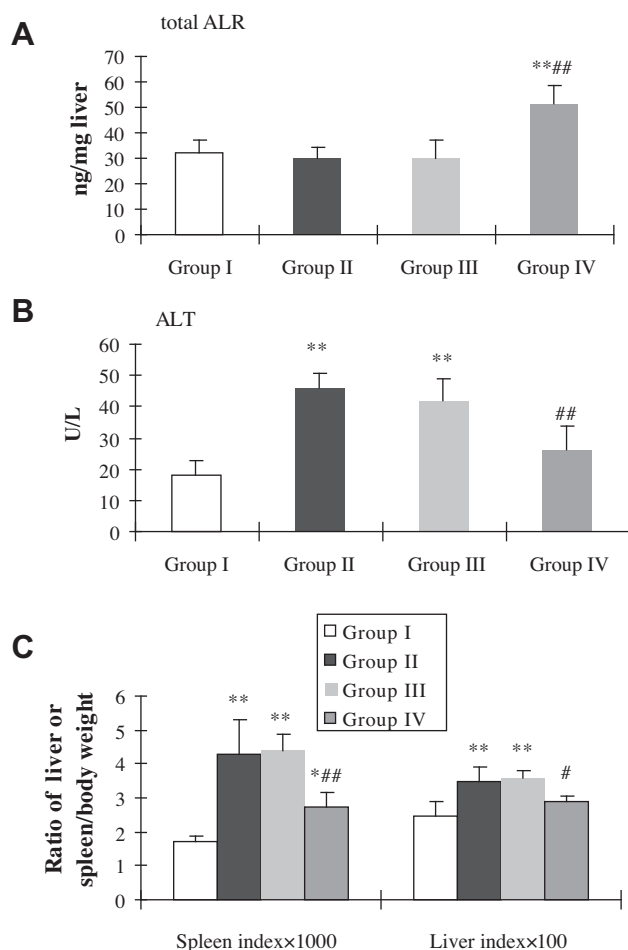 A
total ALR
ng/mg liver
70
60
50
40
30
20
10
0
**##
Group I Group II Group III Group IV
B
ALT
U/L
60
50
40
30
20
10
0
**
**
##
Group I Group II Group III Group IV
C
Group I
Group II
Group III
Group IV
Ratio of liver or
spleen/body weight
6
5
4
3
2
1
0
** **
*##
** **
#
Spleen index×1000 Liver index×100